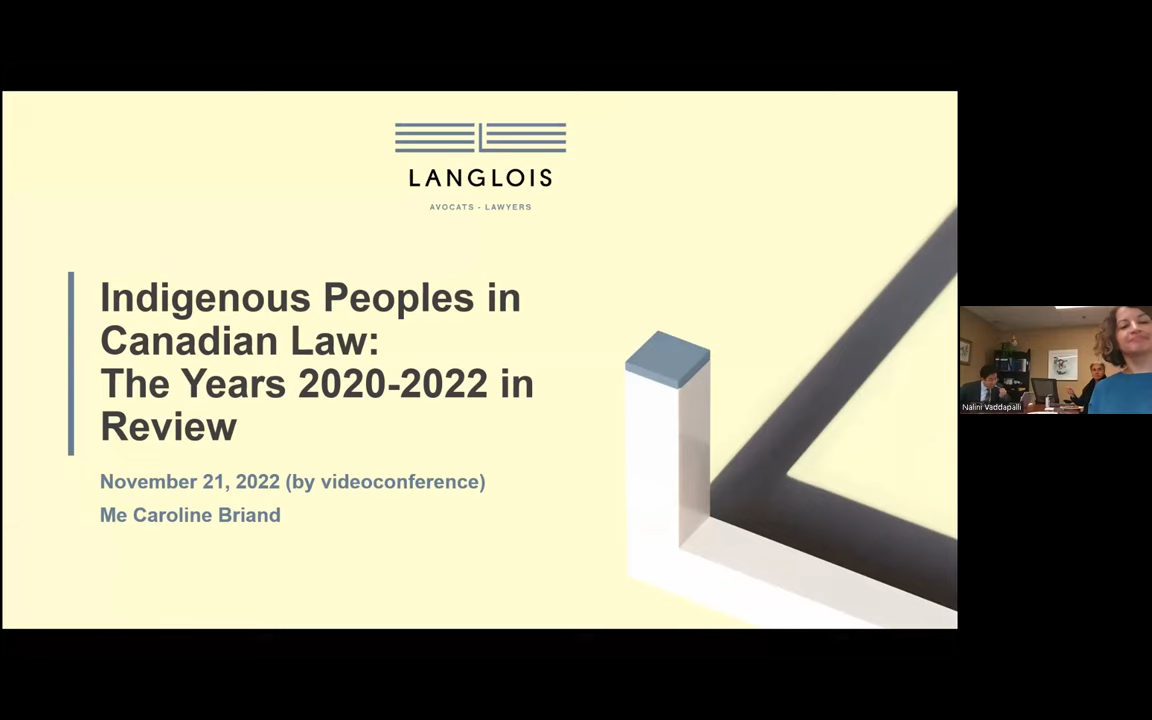 LANGLOIS
AVOCATS - LAWYERS
Indigenous Peoples in
Canadian Law:
The Years 2020-2022 in
Review
November 21, 2022 (by videoconference)
Me Caroline Briand
Nalini Vaddapalli